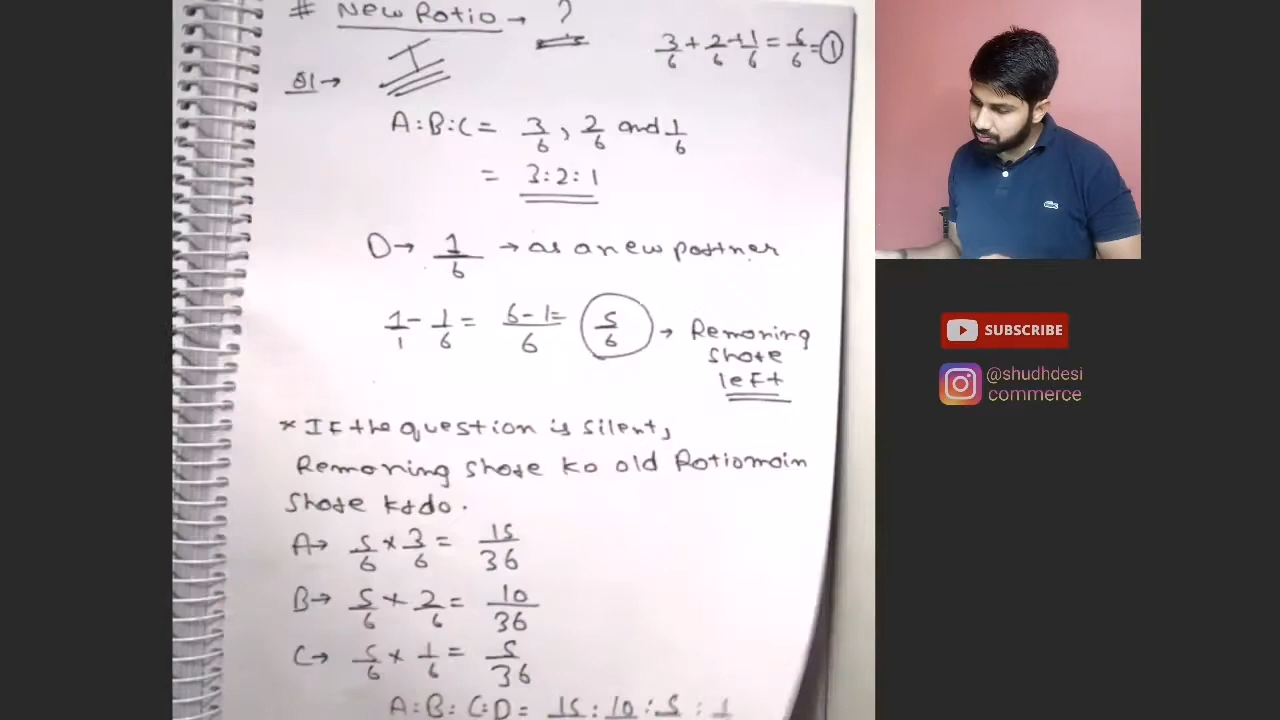 # New Ratio → ?
3/6 + 2/6 + 1/6 = 6/6 = 1
Q1 → I
A:B:C = 3/6, 2/6 and 1/6
= 3:2:1
D → 1/6 → as a new partner
1/1 - 1/6 = 6-1/6 = 5/6 → Remaining
share
left
* If the question is silent,
Remaining share ko old Ratio main
share krdo.
A → 5/6 × 3/6 = 15/36
B → 5/6 × 2/6 = 10/36
C → 5/6 × 1/6 = 5/36
A:B:C:D = 15:10:5:1
SUBSCRIBE
@shudhdesi
commerce